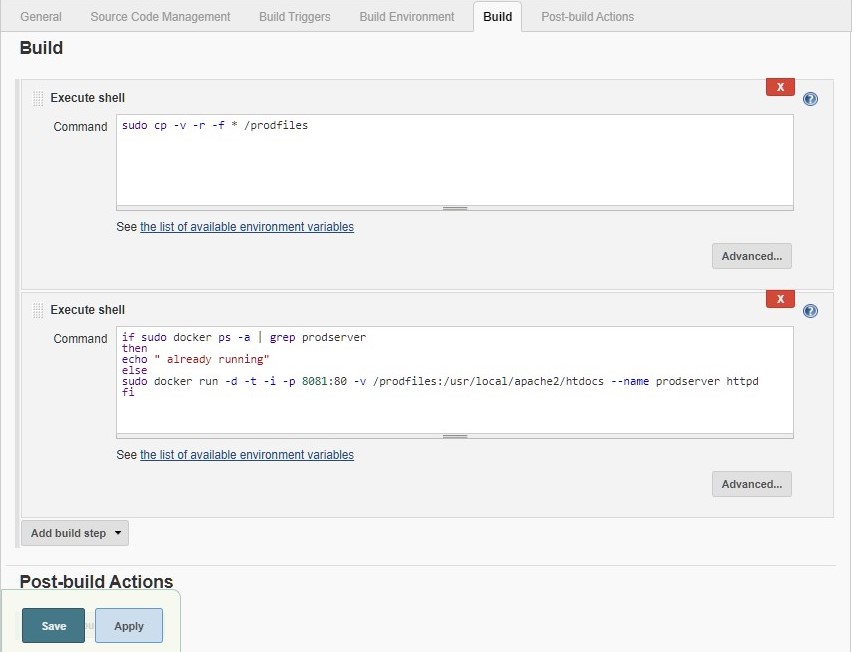 General Source Code Management Build Triggers Build Environment Build Post-build Actions
Build
X
Execute shell
Command sudo cp -v -r -f * /prodfiles
See the list of available environment variables
Advanced...
X
Execute shell
Command if sudo docker ps -a | grep prodserver
then
echo " already running"
else
sudo docker run -d -t -i -p 8081:80 -v /prodfiles:/usr/local/apache2/htdocs --name prodserver httpd
fi
See the list of available environment variables
Advanced...
Add build step
Post-build Actions
Save Apply